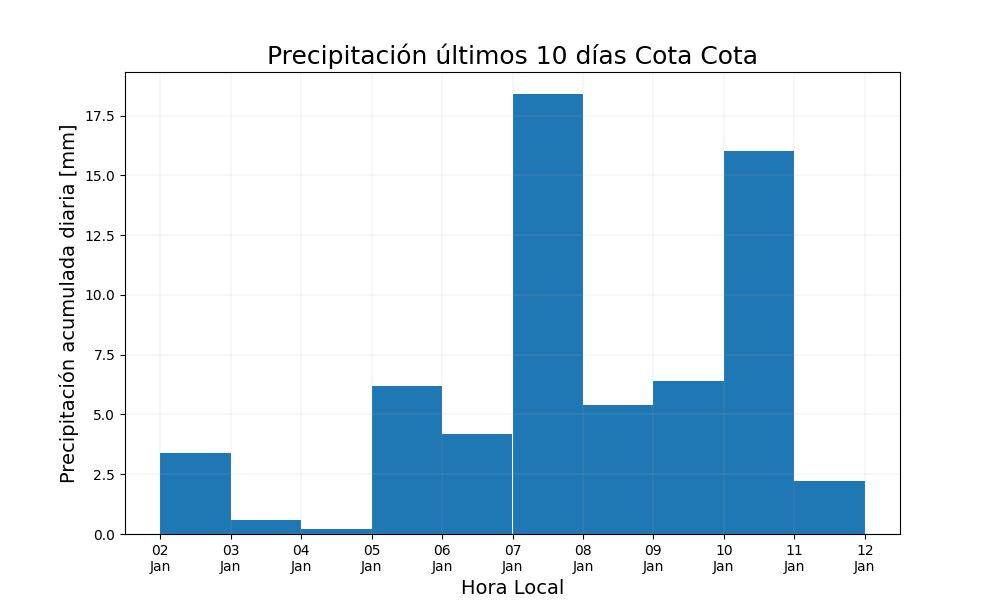 Precipitación últimos 10 días Cota Cota
Precipitación acumulada diaria [mm]
17.5
15.0
12.5
10.0
7.5
5.0
2.5
0.0
02 03 04 05 06 07 08 09 10 11 12
Jan Jan Jan Jan Jan Jan Jan Jan Jan Jan Jan
Hora Local